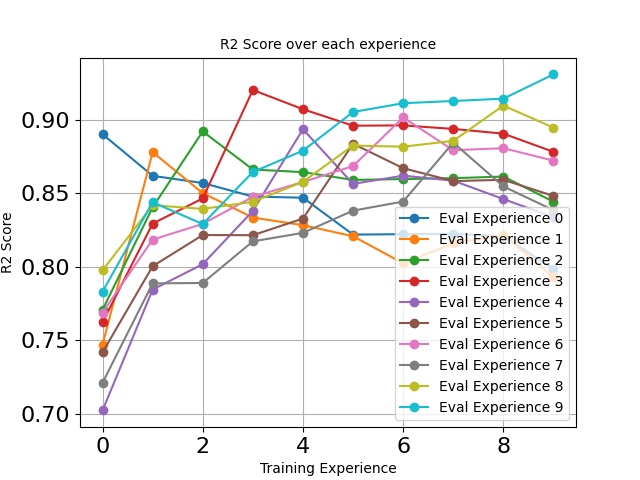 R2 Score over each experience
0.90
0.85
0.80
0.75
0.70
R2 Score
Eval Experience 0
Eval Experience 1
Eval Experience 2
Eval Experience 3
Eval Experience 4
Eval Experience 5
Eval Experience 6
Eval Experience 7
Eval Experience 8
Eval Experience 9
0 2 4 6 8
Training Experience